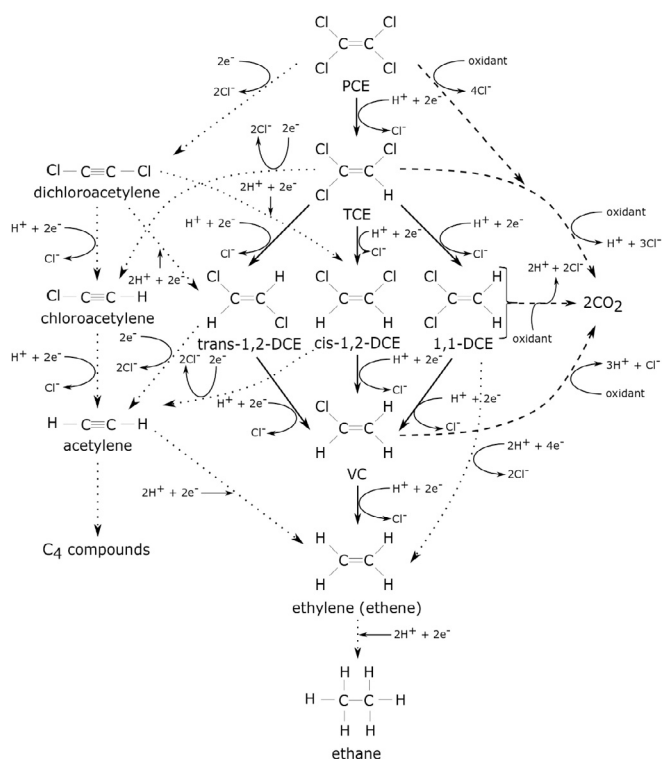 Cl Cl
C=C
Cl Cl
PCE
2e⁻
2Cl⁻
oxidant
4Cl⁻
H⁺ + 2e⁻
Cl⁻
2Cl⁻ 2e⁻
Cl Cl
C=C
Cl H
TCE
Cl — C≡C — Cl
dichloroacetylene
2H⁺ + 2e⁻
H⁺ + 2e⁻
Cl⁻
H⁺ + 2e⁻
Cl⁻
H⁺ + 2e⁻
Cl⁻
H⁺ + 2e⁻
Cl⁻
oxidant
H⁺ + 3Cl⁻
2H⁺ + 2e⁻
Cl — C≡C — H
chloroacetylene
Cl H
C=C
H Cl
trans-1,2-DCE
Cl Cl
C=C
H H
cis-1,2-DCE
Cl H
C=C
Cl H
1,1-DCE
2H⁺ + 2Cl⁻
oxidant
2CO₂
H⁺ + 2e⁻
Cl⁻
2e⁻
2Cl⁻
2Cl⁻ 2e⁻
H⁺ + 2e⁻
Cl⁻
H⁺ + 2e⁻
Cl⁻
H⁺ + 2e⁻
Cl⁻
3H⁺ + Cl⁻
oxidant
H — C≡C — H
acetylene
Cl H
C=C
H H
VC
2H⁺ + 4e⁻
2Cl⁻
2H⁺ + 2e⁻
H⁺ + 2e⁻
Cl⁻
C₄ compounds
H H
C=C
H H
ethylene (ethene)
2H⁺ + 2e⁻
H H
H — C — C — H
H H
ethane